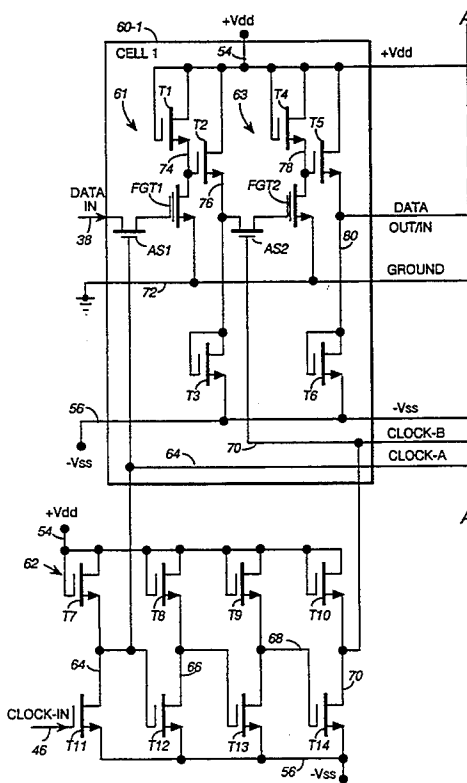 60-1
+Vdd
A
CELL 1
54
+Vdd
61
T1
63
T4
T2
T5
74
78
FGT1
76
FGT2
DATA IN
DATA
38
AS1
AS2
80
OUT/IN
GROUND
72
T3
T6
56
-Vss
-Vss
70
CLOCK-B
64
CLOCK-A
A
+Vdd
54
62
T7
T8
T9
T10
64
66
68
70
CLOCK-IN
46
T11
T12
T13
T14
56
-Vss